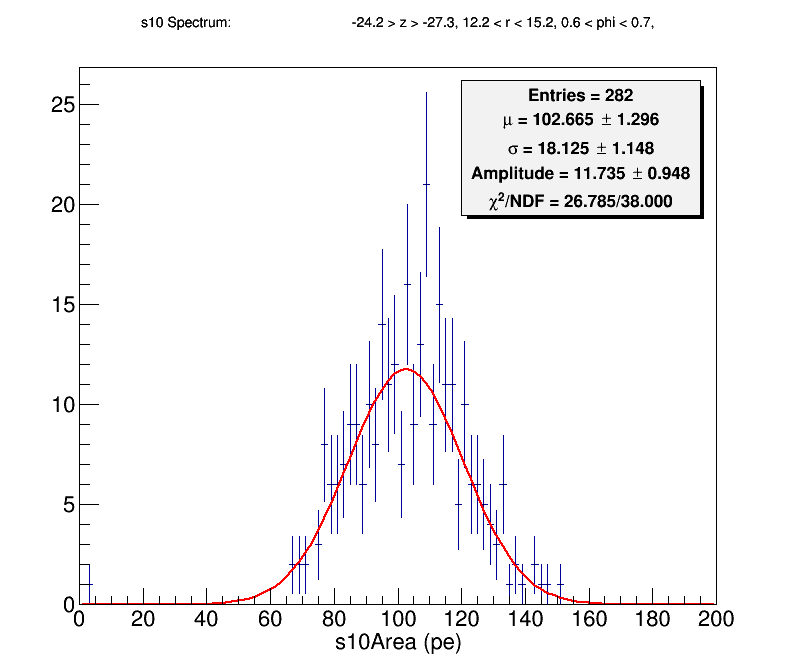 s10 Spectrum: -24.2 > z > -27.3, 12.2 < r < 15.2, 0.6 < phi < 0.7,
Entries = 282
μ = 102.665 ± 1.296
σ = 18.125 ± 1.148
Amplitude = 11.735 ± 0.948
χ²/NDF = 26.785/38.000
25
20
15
10
5
0
0 20 40 60 80 100 120 140 160 180 200
s10Area (pe)